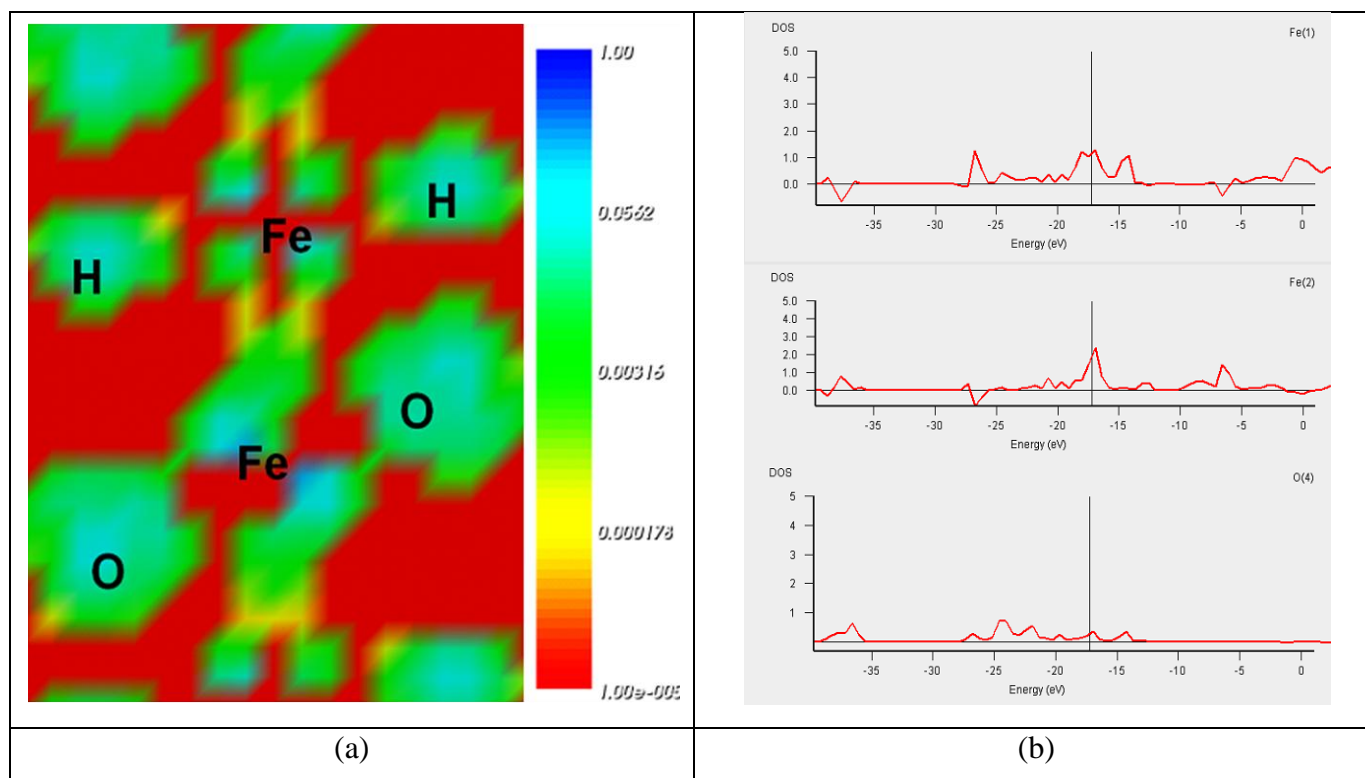 1.00
0.0562
0.00316
0.000178
1.00e-005
H
Fe
H
O
Fe
O
(a)
DOS
Fe(1)
5.0
4.0
3.0
2.0
1.0
0.0
-35 -30 -25 -20 -15 -10 -5 0
Energy (eV)
DOS
Fe(2)
5.0
4.0
3.0
2.0
1.0
0.0
-35 -30 -25 -20 -15 -10 -5 0
Energy (eV)
DOS
O(4)
5
4
3
2
1
-35 -30 -25 -20 -15 -10 -5 0
Energy (eV)
(b)